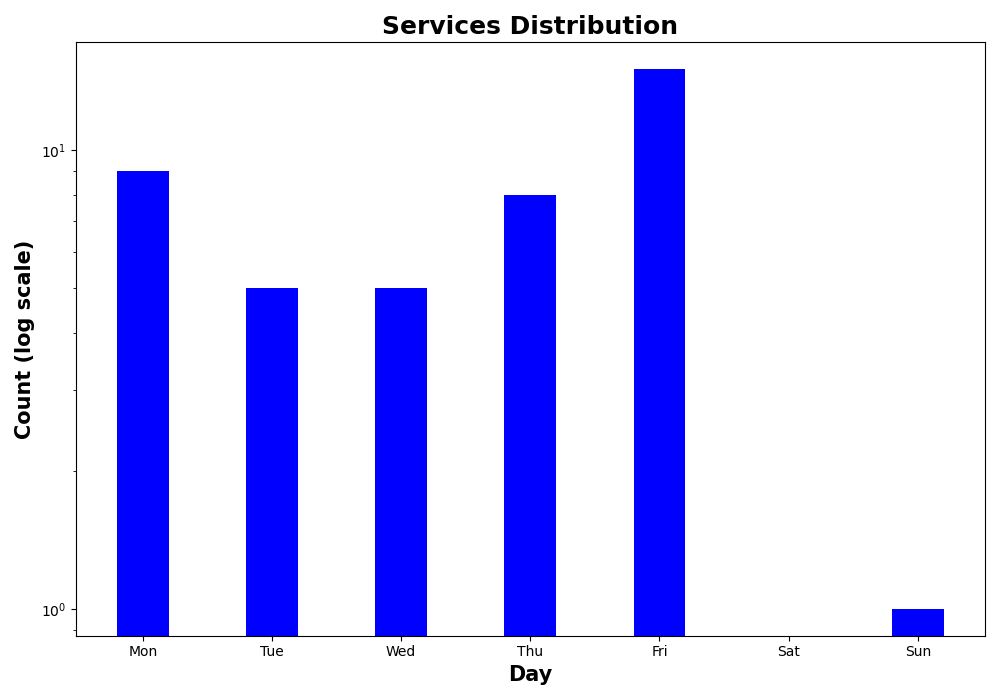 Services Distribution
Count (log scale)
10¹
10⁰
Mon Tue Wed Thu Fri Sat Sun
Day